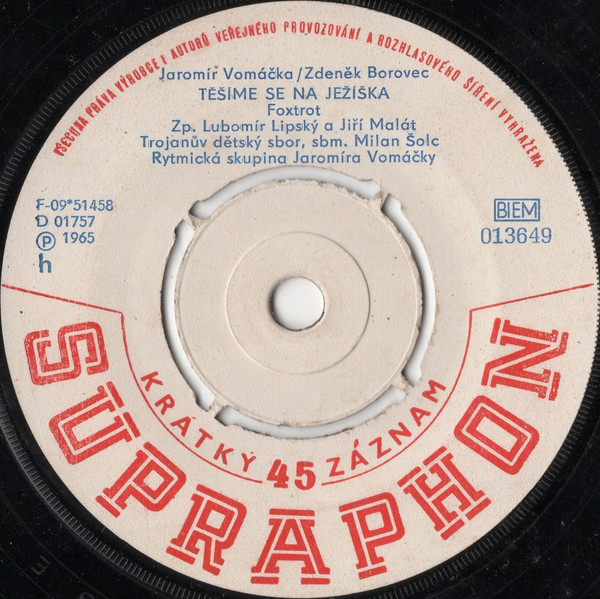 VŠECHNA PRÁVA VÝROBCE I AUTORŮ VEŘEJNÉHO PROVOZOVÁNÍ A ROZHLASOVÉHO ŠÍŘENÍ VYHRAŽENA
Jaromír Vomáčka/Zdeněk Borovec
TĚŠÍME SE NA JEŽÍŠKA
Foxtrot
Zp. Lubomír Lipský a Jiří Malát
Trojanův dětský sbor, sbm. Milan Šolc
Rytmická skupina Jaromíra Vomáčky
F-09*51458
D 01757
Ⓟ 1965
h
BIEM
013649
KRÁTKÝ 45 ZÁZNAM
SUPRAPHON